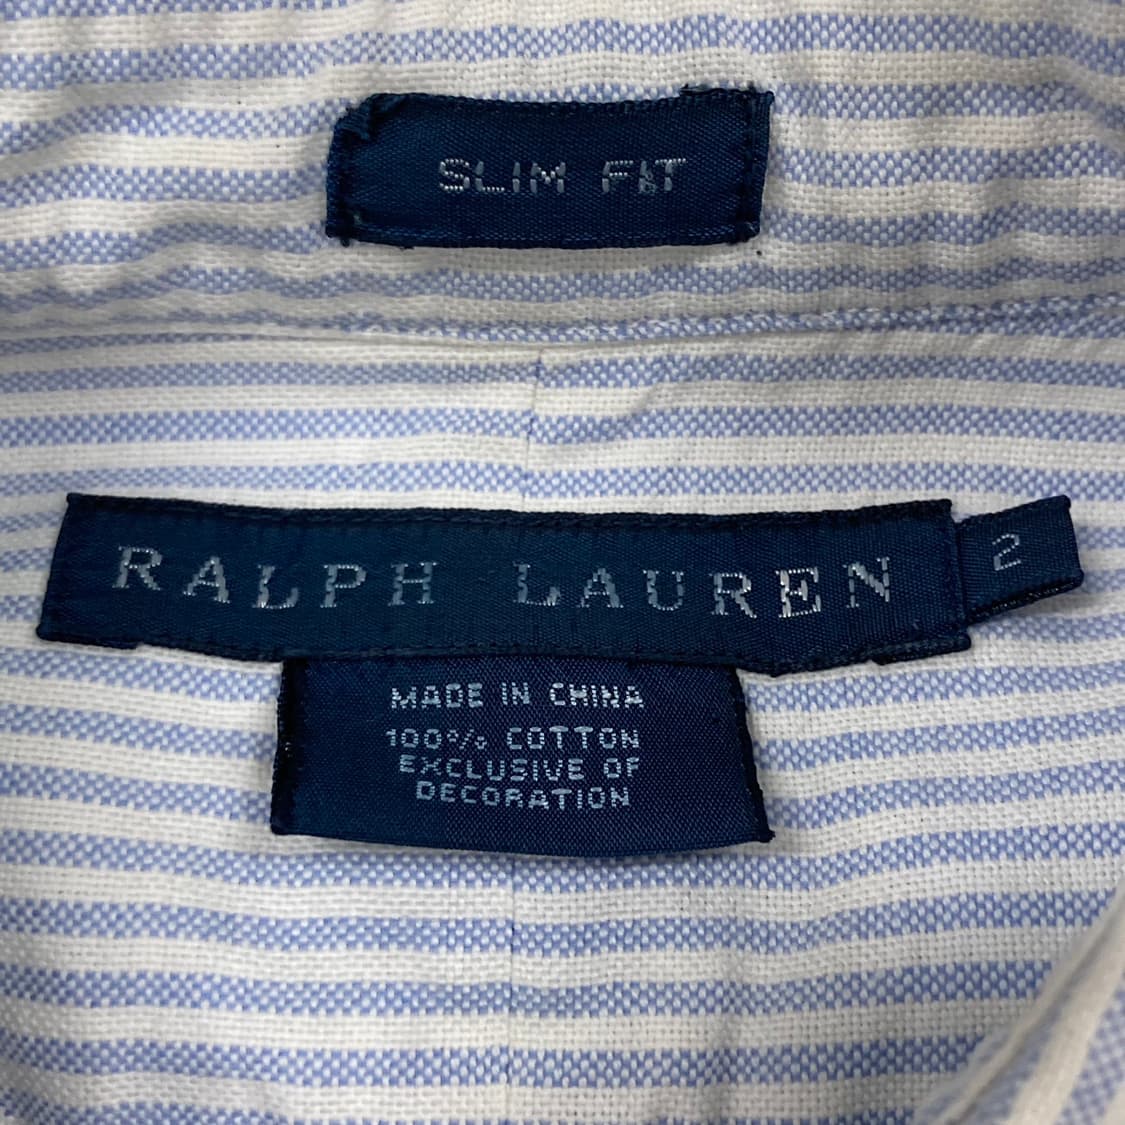 SLIM FIT
RALPH LAUREN
2
MADE IN CHINA
100% COTTON
EXCLUSIVE OF
DECORATION